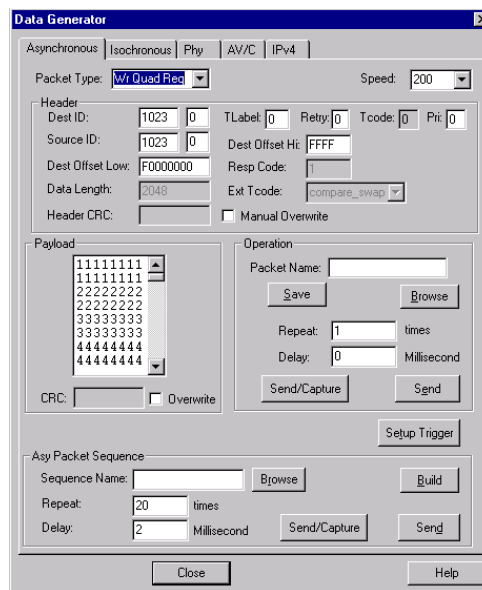 Data Generator
Asynchronous Isochronous Phy AV/C IPv4
Packet Type: Wr Quad Req Speed: 200
Header
Dest ID: 1023 0 TLabel: 0 Retry: 0 Tcode: 0 Pri: 0
Source ID: 1023 0 Dest Offset Hi: FFFF
Dest Offset Low: F0000000 Resp Code: 1
Data Length: 2048 Ext Tcode: compare_swap
Header CRC: Manual Overwrite
Payload
11111111
11111111
22222222
22222222
33333333
33333333
44444444
44444444
CRC: Overwrite
Operation
Packet Name:
Save Browse
Repeat: 1 times
Delay: 0 Millisecond
Send/Capture Send
Setup Trigger
Asy Packet Sequence
Sequence Name: Browse Build
Repeat: 20 times
Delay: 2 Millisecond Send/Capture Send
Close Help